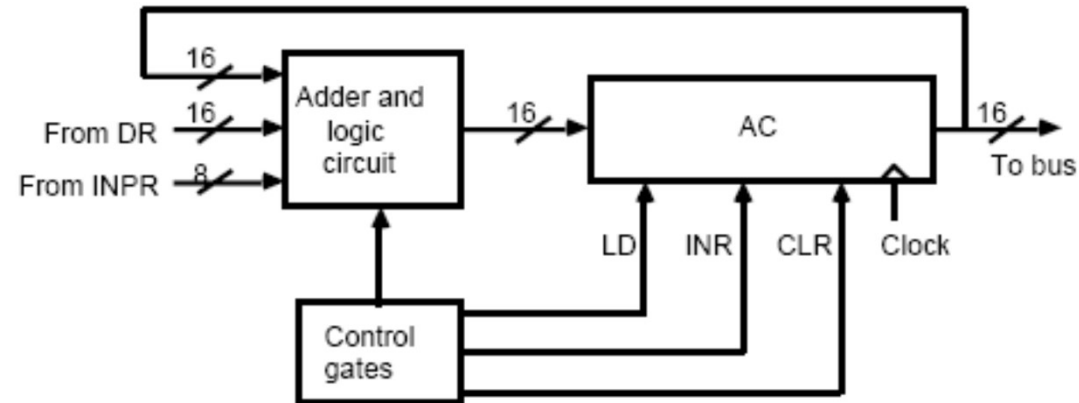 16
Adder and
logic
circuit
From DR
16
From INPR
8
16
AC
16
To bus
LD
INR
CLR
Clock
Control
gates